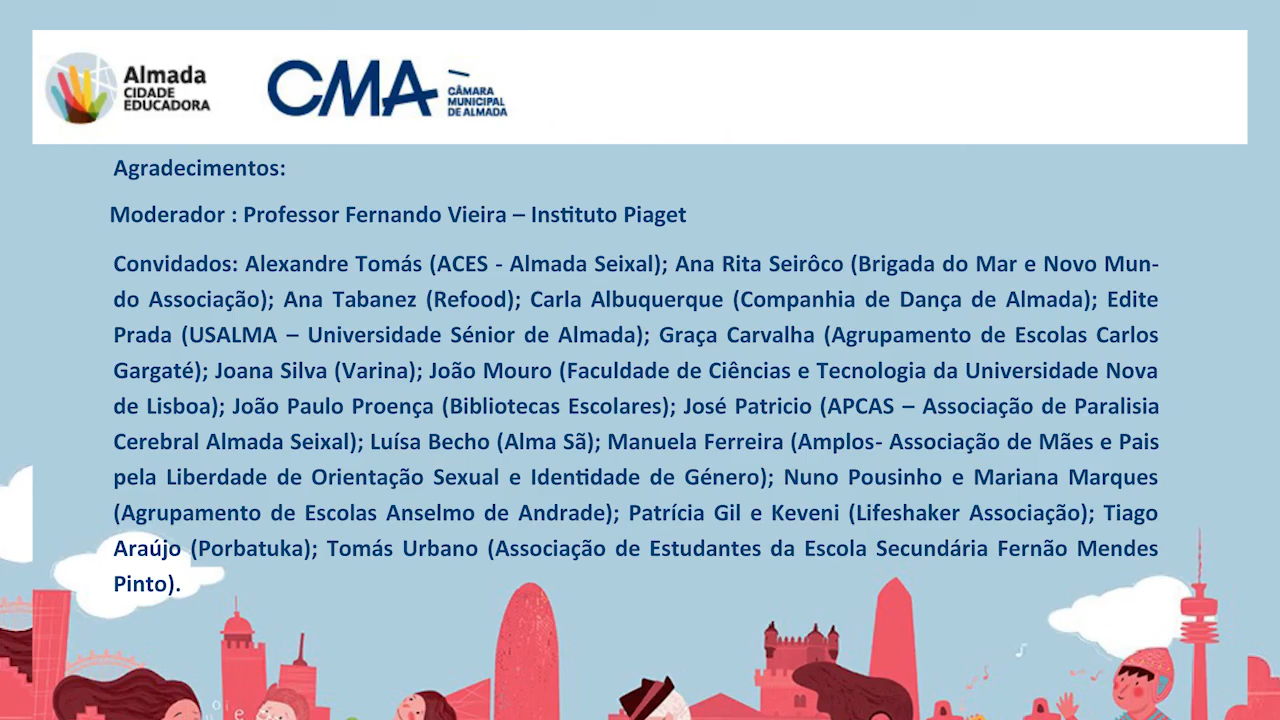 Almada
CIDADE
EDUCADORA
CMA
CÂMARA
MUNICIPAL
DE ALMADA
Agradecimentos:
Moderador : Professor Fernando Vieira – Instituto Piaget
Convidados: Alexandre Tomás (ACES - Almada Seixal); Ana Rita Seirôco (Brigada do Mar e Novo Mun-
do Associação); Ana Tabanez (Refood); Carla Albuquerque (Companhia de Dança de Almada); Edite
Prada (USALMA – Universidade Sénior de Almada); Graça Carvalha (Agrupamento de Escolas Carlos
Gargaté); Joana Silva (Varina); João Mouro (Faculdade de Ciências e Tecnologia da Universidade Nova
de Lisboa); João Paulo Proença (Bibliotecas Escolares); José Patricio (APCAS – Associação de Paralisia
Cerebral Almada Seixal); Luísa Becho (Alma Sã); Manuela Ferreira (Amplos- Associação de Mães e Pais
pela Liberdade de Orientação Sexual e Identidade de Género); Nuno Pousinho e Mariana Marques
(Agrupamento de Escolas Anselmo de Andrade); Patrícia Gil e Keveni (Lifeshaker Associação); Tiago
Araújo (Porbatuka); Tomás Urbano (Associação de Estudantes da Escola Secundária Fernão Mendes
Pinto).